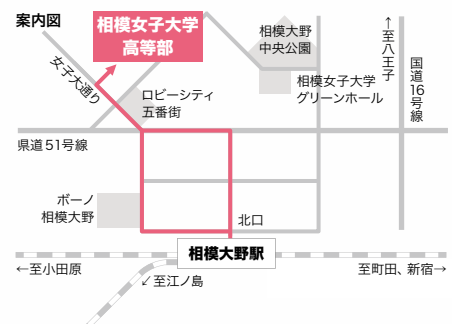 案内図
相模女子大学
高等部
女子大通り
ロビーシティ
五番街
相模大野
中央公園
相模女子大学
グリーンホール
↑至八王子
国道16号線
県道51号線
ボーノ
相模大野
北口
相模大野駅
←至小田原
↙至江ノ島
至町田、新宿→